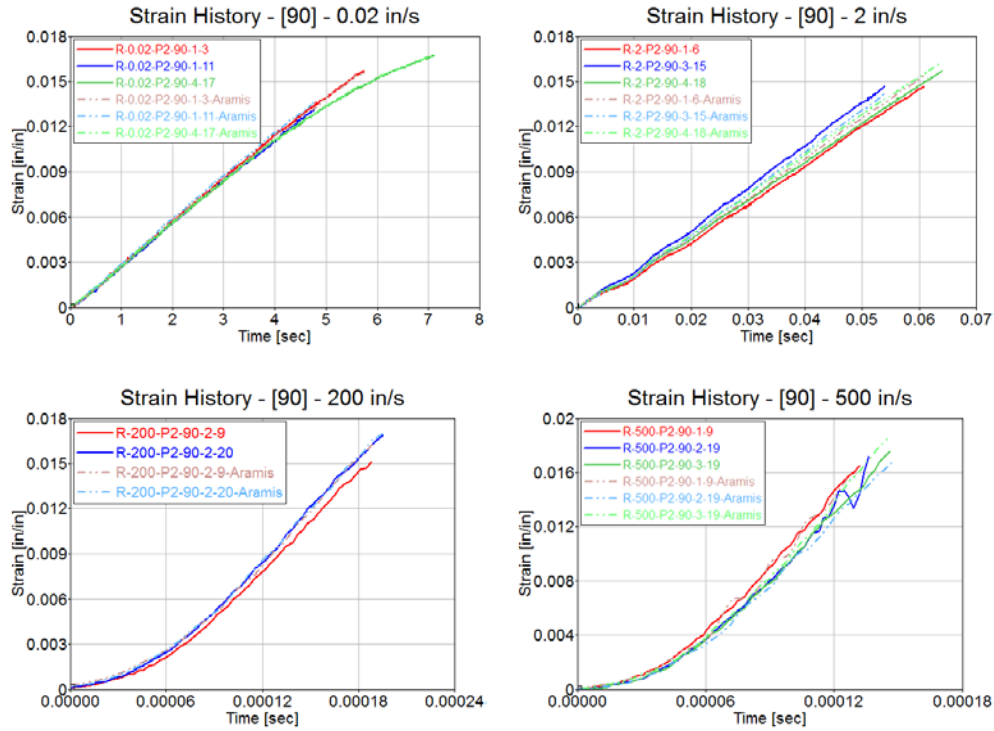 Strain History - [90] - 0.02 in/s
0.018
0.015
0.012
0.009
0.006
0.003
0
Strain [in/in]
R-0.02-P2-90-1-3
R-0.02-P2-90-1-11
R-0.02-P2-90-4-17
R-0.02-P2-90-1-3-Aramis
R-0.02-P2-90-1-11-Aramis
R-0.02-P2-90-4-17-Aramis
0 1 2 3 4 5 6 7 8
Time [sec]
Strain History - [90] - 2 in/s
0.018
0.015
0.012
0.009
0.006
0.003
0
Strain [in/in]
R-2-P2-90-1-6
R-2-P2-90-3-15
R-2-P2-90-4-18
R-2-P2-90-1-6-Aramis
R-2-P2-90-3-15-Aramis
R-2-P2-90-4-18-Aramis
0 0.01 0.02 0.03 0.04 0.05 0.06 0.07
Time [sec]
Strain History - [90] - 200 in/s
0.018
0.015
0.012
0.009
0.006
0.003
0
Strain [in/in]
R-200-P2-90-2-9
R-200-P2-90-2-20
R-200-P2-90-2-9-Aramis
R-200-P2-90-2-20-Aramis
0.00000 0.00006 0.00012 0.00018 0.00024
Time [sec]
Strain History - [90] - 500 in/s
0.02
0.016
0.012
0.008
0.004
0
Strain [in/in]
R-500-P2-90-1-9
R-500-P2-90-2-19
R-500-P2-90-3-19
R-500-P2-90-1-9-Aramis
R-500-P2-90-2-19-Aramis
R-500-P2-90-3-19-Aramis
0.00000 0.00006 0.00012 0.00018
Time [sec]